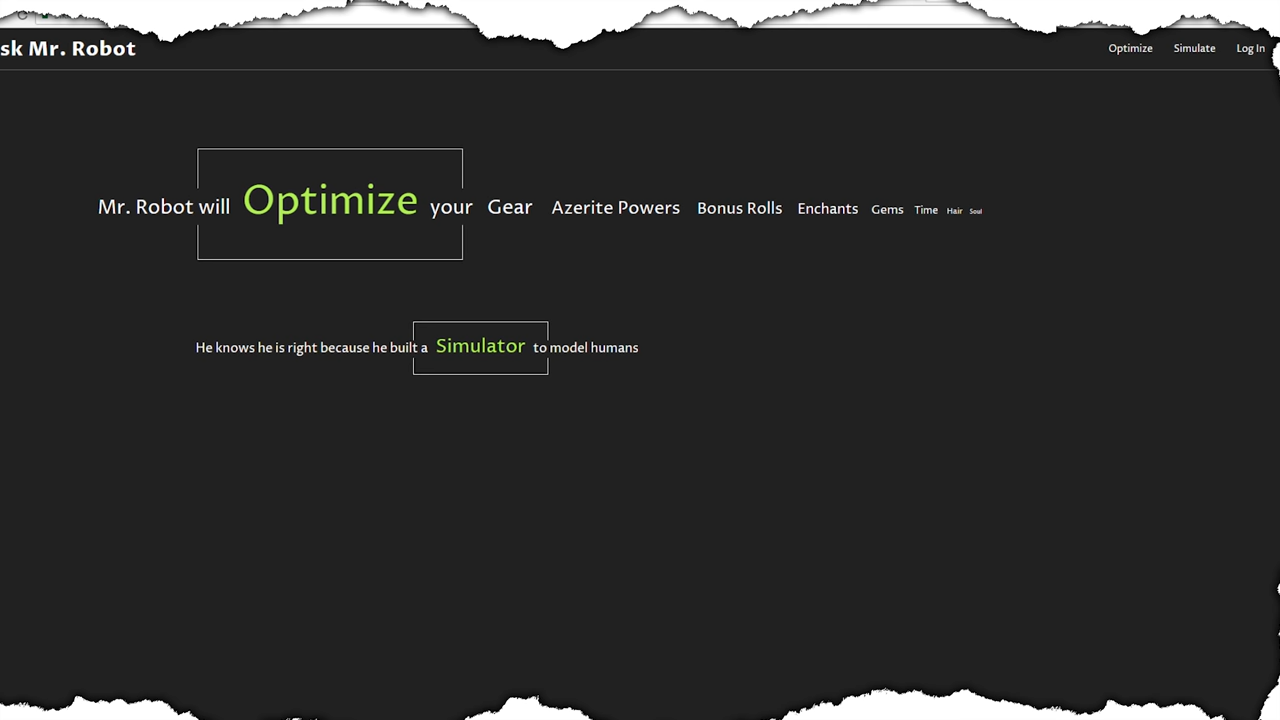 sk Mr. Robot
Optimize Simulate Log In
Mr. Robot will Optimize your Gear Azerite Powers Bonus Rolls Enchants Gems Time Hair Soul
He knows he is right because he built a Simulator to model humans